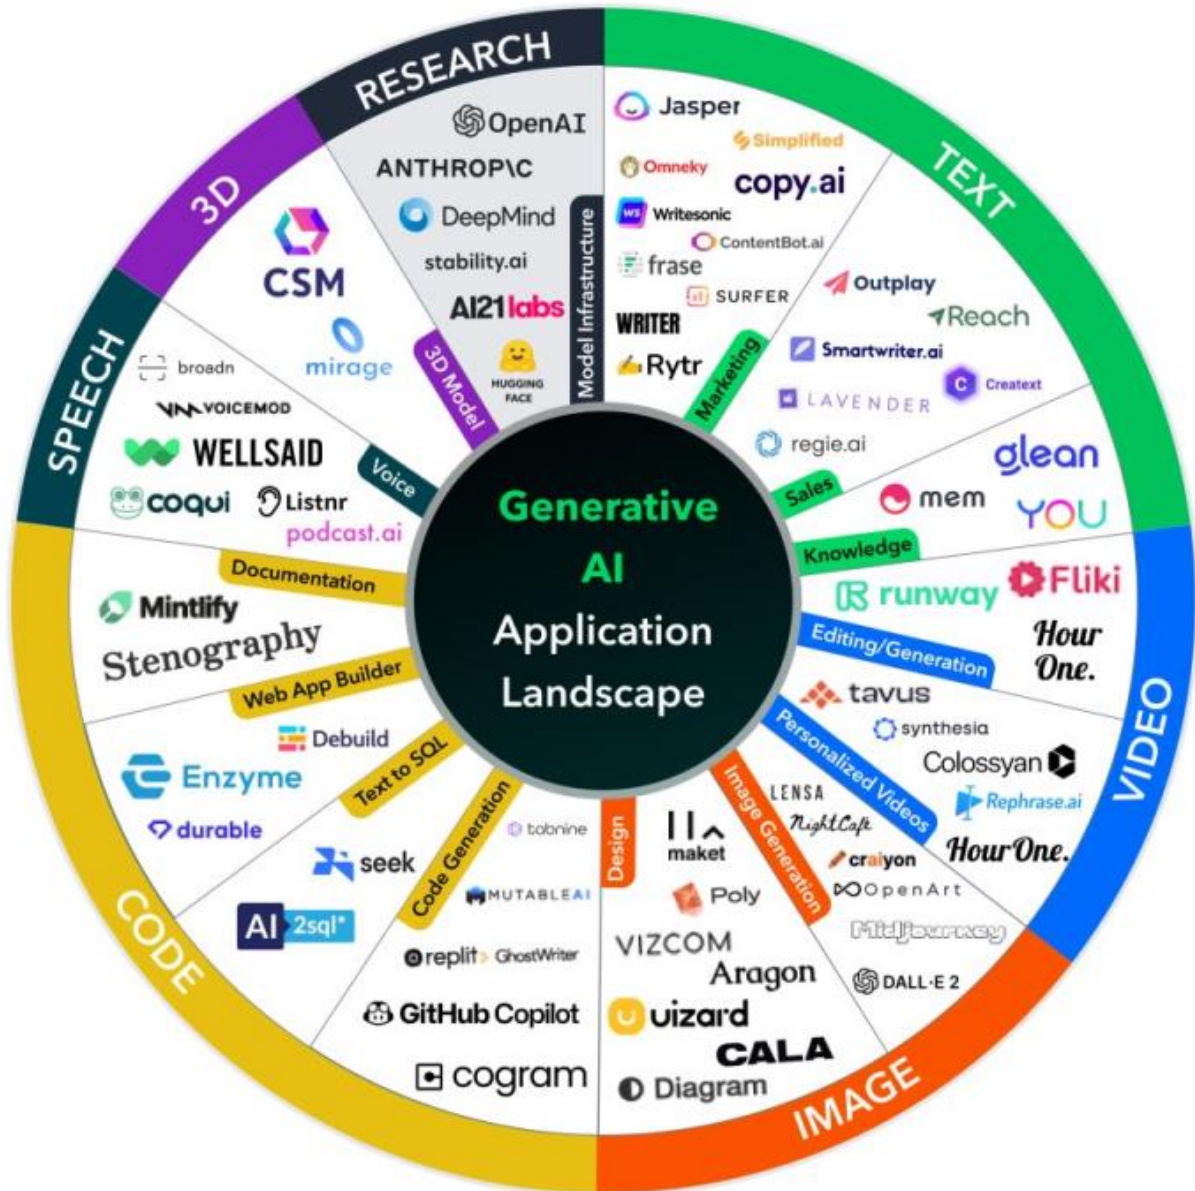 Generative
AI
Application
Landscape
RESEARCH
Model Infrastructure
OpenAI
ANTHROP\C
DeepMind
stability.ai
AI21labs
HUGGING
FACE
TEXT
Marketing
Jasper
Simplified
Omneky
copy.ai
WS
Writesonic
ContentBot.ai
frase
SURFER
WRITER
Rytr
Sales
Outplay
Reach
Smartwriter.ai
C
Creatext
LAVENDER
regie.ai
Knowledge
glean
mem
YOU
VIDEO
Editing/Generation
runway
Fliki
Hour
One.
Personalized Videos
tavus
synthesia
Colossyan
Rephrase.ai
HourOne.
IMAGE
Image Generation
LENSA
NightCafe
craiyon
OpenArt
Midjourney
DALL·E 2
Design
maket
Poly
VIZCOM
Aragon
uizard
CALA
Diagram
CODE
Code Generation
tabnine
MUTABLEAI
replit GhostWriter
GitHub Copilot
cogram
Text to SQL
seek
AI 2sql*
Web App Builder
Debuild
Enzyme
durable
Documentation
Mintlify
Stenography
SPEECH
Voice
broadn
VOICEMOD
WELLSAID
coqui
Listnr
podcast.ai
3D
3D Model
CSM
mirage